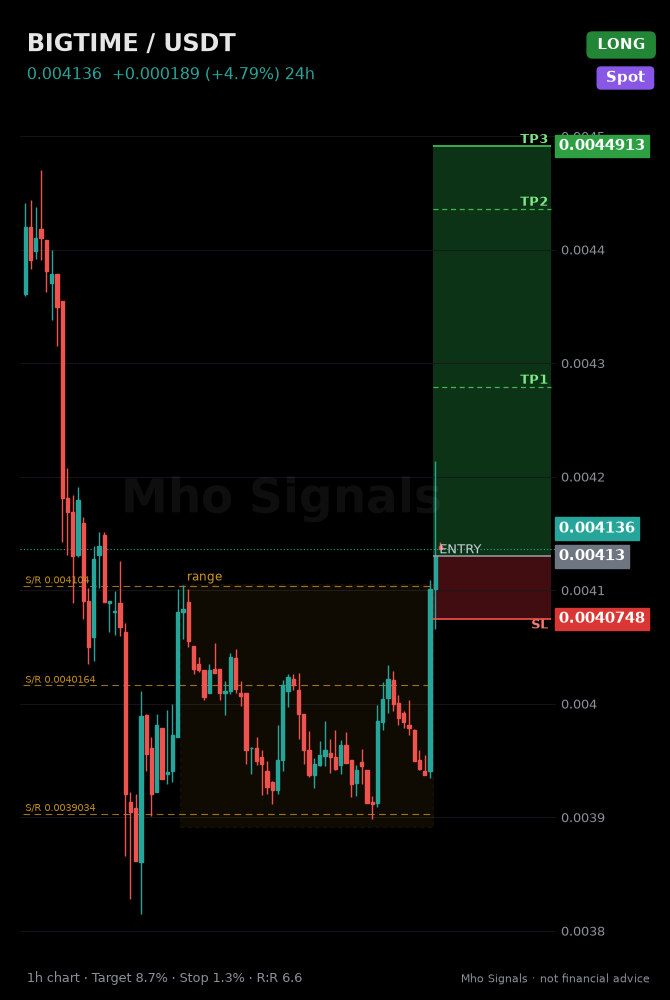 BIGTIME / USDT
LONG
0.004136 +0.000189 (+4.79%) 24h
Spot
TP3
0.0044913
TP2
0.0044
0.0043
TP1
0.0042
Mho Signals
0.004136
ENTRY
0.00413
range
S/R 0.004104
0.0041
0.0040748
SL
S/R 0.0040164
0.004
S/R 0.0039034
0.0039
0.0038
1h chart · Target 8.7% · Stop 1.3% · R:R 6.6
Mho Signals · not financial advice